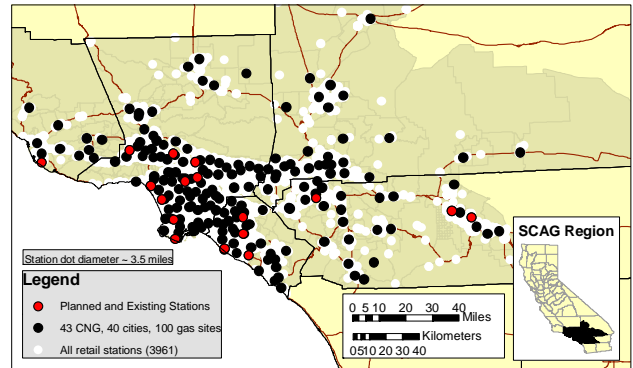 SCAG Region
Station dot diameter ~ 3.5 miles
Legend
Planned and Existing Stations
43 CNG, 40 cities, 100 gas sites
All retail stations (3961)
0 5 10 20 30 40
Miles
Kilometers
0 5 10 20 30 40